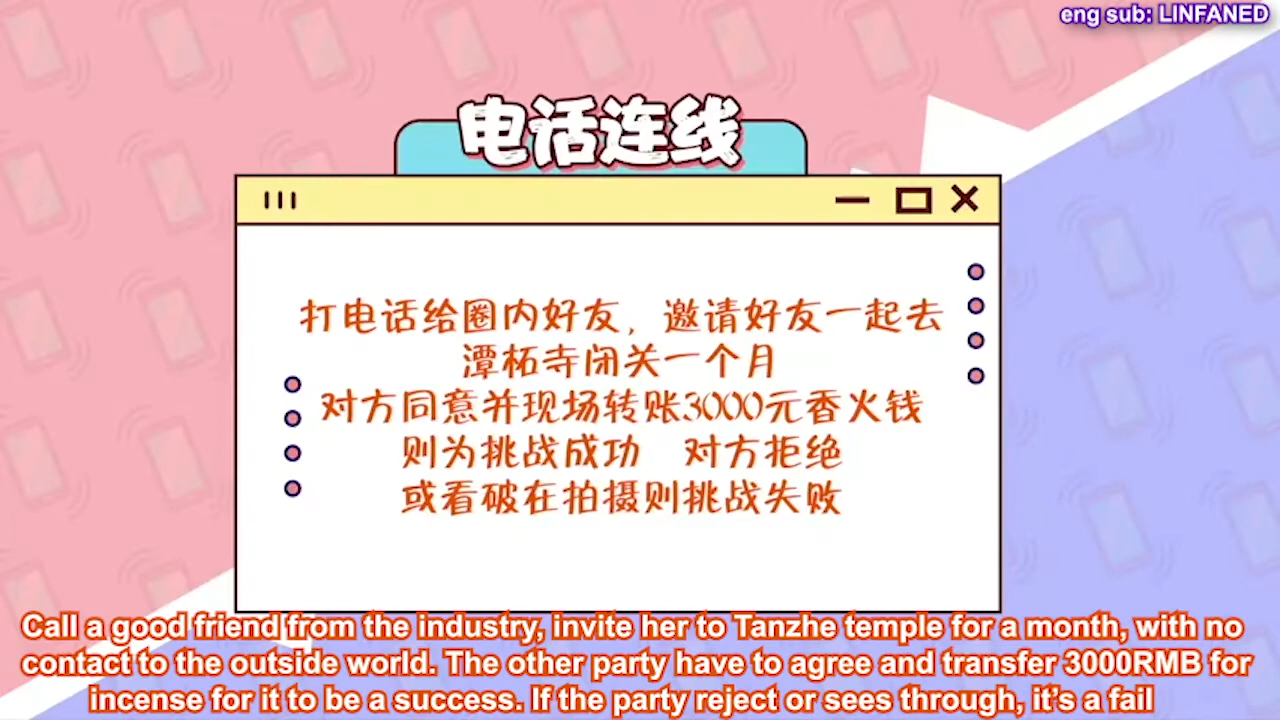 eng sub: LINFANED
电话连线
打电话给圈内好友，邀请好友一起去
潭柘寺闭关一个月
对方同意并现场转账3000元香火钱
则为挑战成功 对方拒绝
或看破在拍摄则挑战失败
Call a good friend from the industry, invite her to Tanzhe temple for a month, with no
contact to the outside world. The other party have to agree and transfer 3000RMB for
incense for it to be a success. If the party reject or sees through, it's a fail